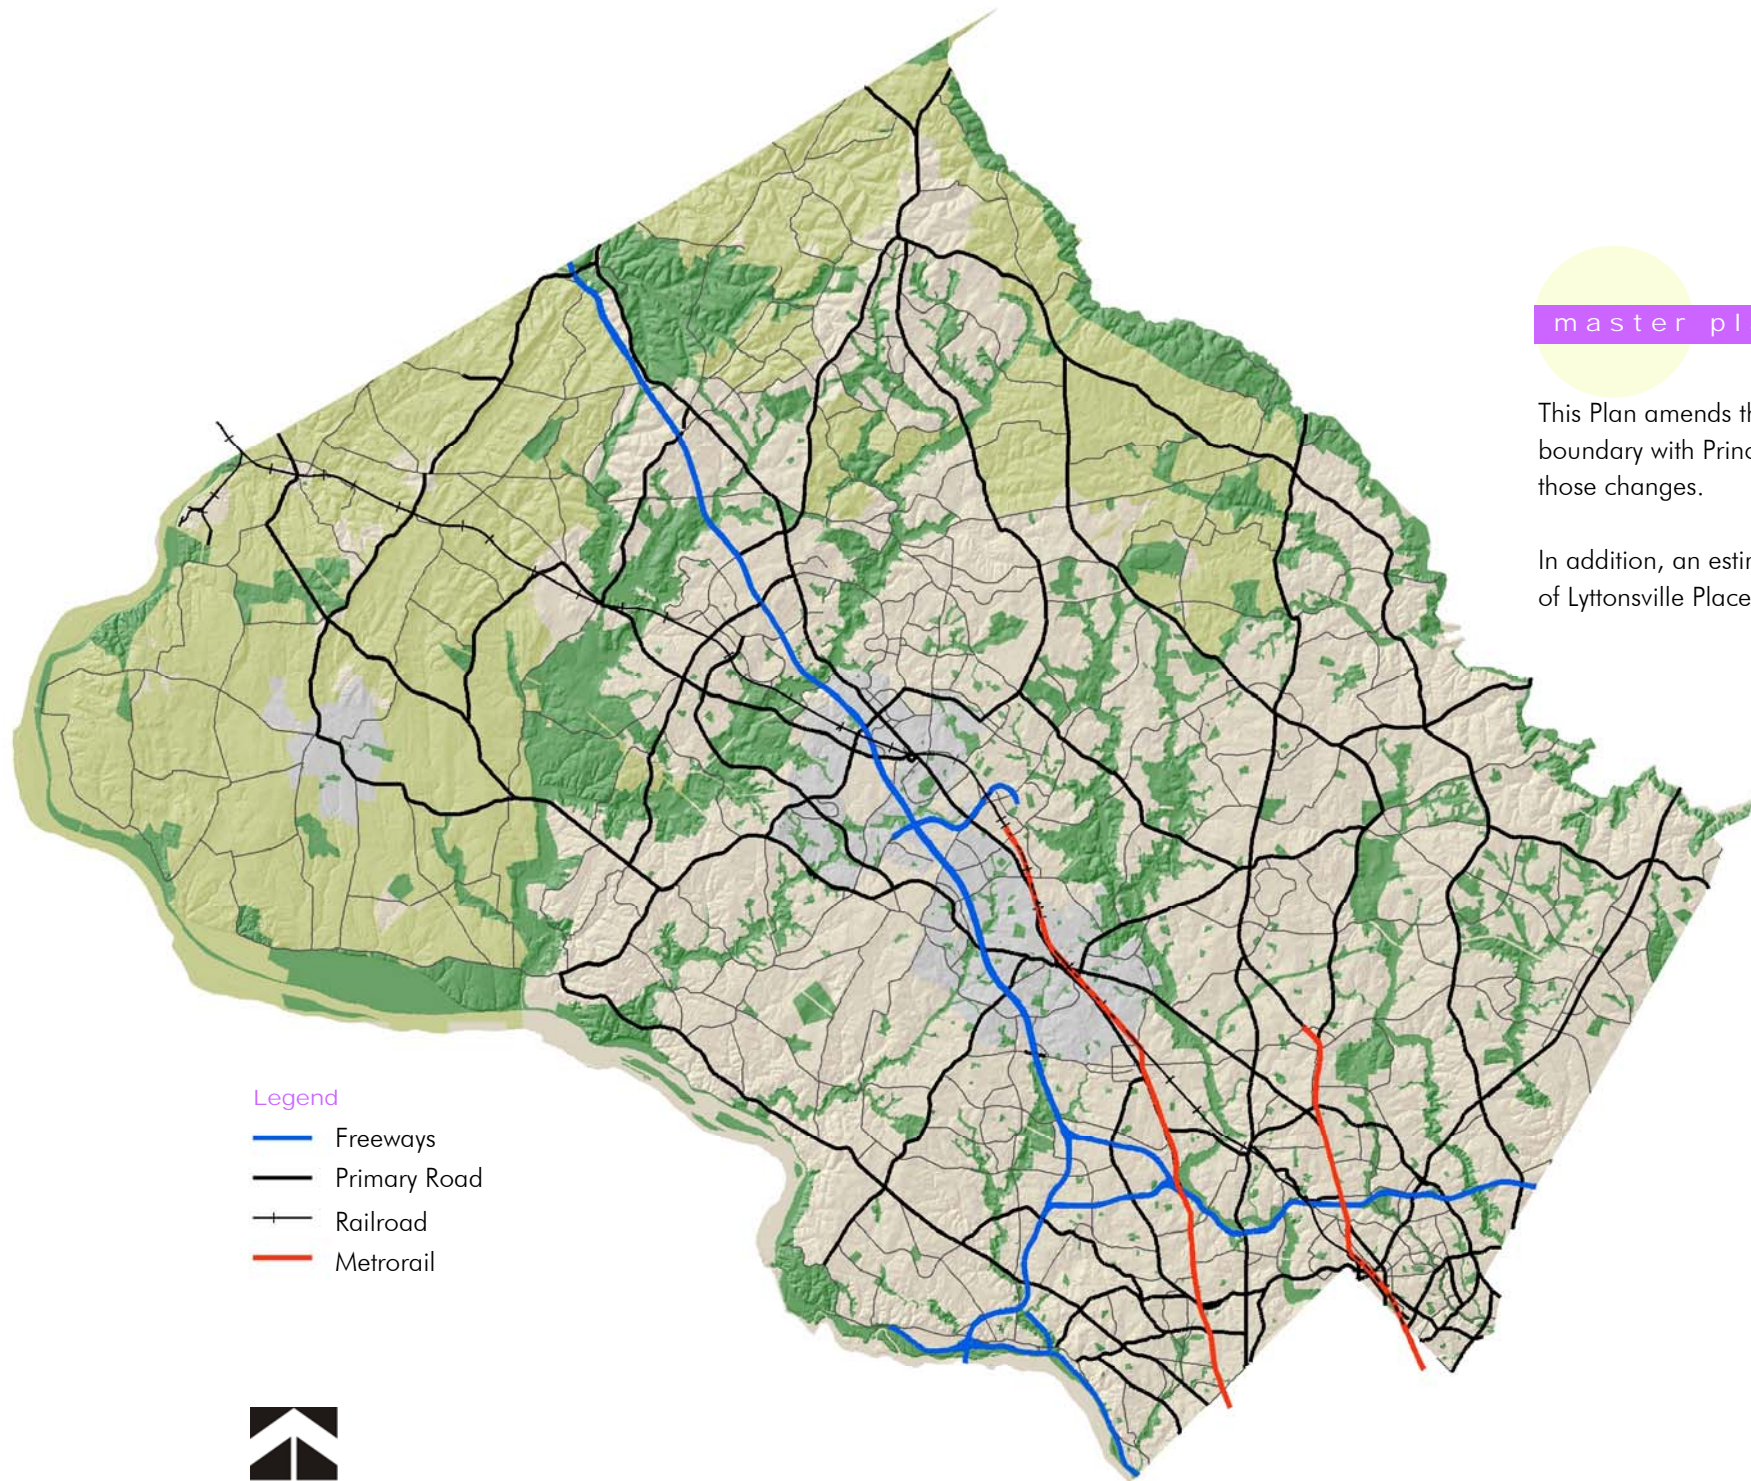 master pl
This Plan amends th
boundary with Princ
those changes.
In addition, an estir
of Lyttonsville Place
Legend
Freeways
Primary Road
Railroad
Metrorail